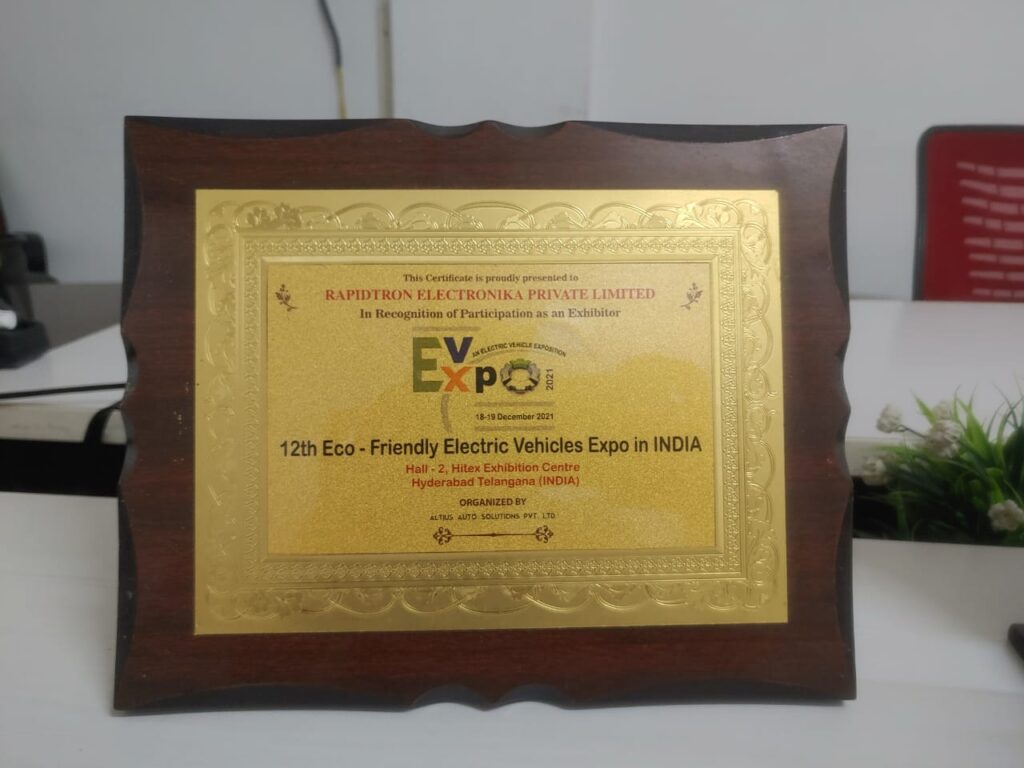 This Certificate is proudly presented to
RAPIDTRON ELECTRONIKA PRIVATE LIMITED
In Recognition of Participation as an Exhibitor
EV Expo
AN ELECTRIC VEHICLE EXPOSITION
2021
18-19 December 2021
12th Eco - Friendly Electric Vehicles Expo in INDIA
Hall - 2, Hitex Exhibition Centre
Hyderabad Telangana (INDIA)
ORGANIZED BY
ALTIUS AUTO SOLUTIONS PVT. LTD